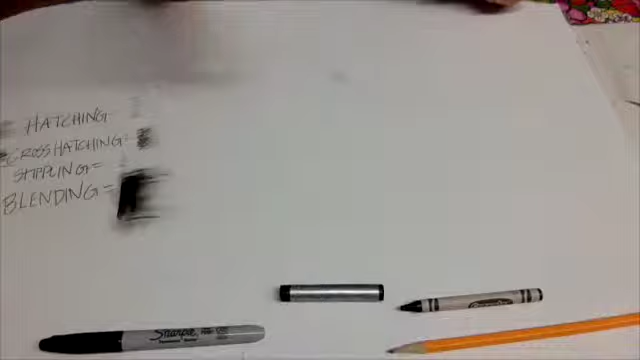 HATCHING
CROSSHATCHING =
STIPPLING =
BLENDING =
Sharpie